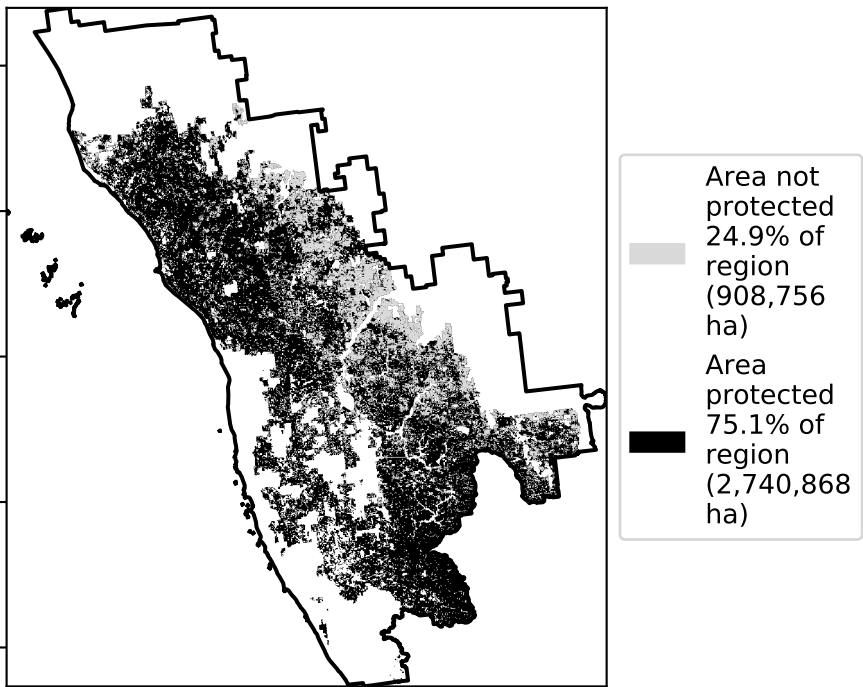 Area not
protected
24.9% of
region
(908,756
ha)
Area
protected
75.1% of
region
(2,740,868
ha)